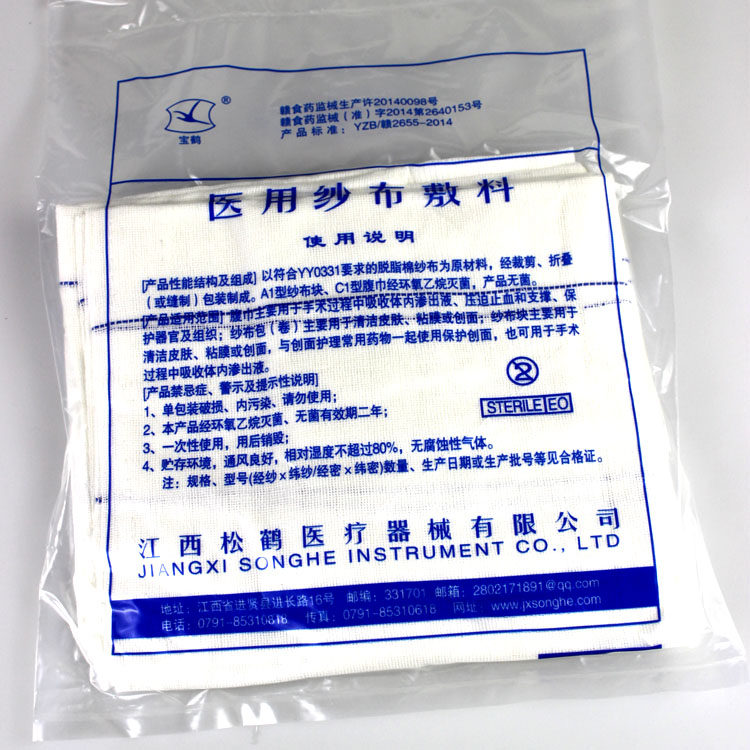 ®
宝鹤
赣食药监械生产许20140098号
赣食药监械(准)字2014第2640153号
产品标准:YZB/赣2655-2014
医用纱布敷料
使用说明
[产品性能结构及组成]以符合YY0331要求的脱脂棉纱布为原材料,经裁剪、折叠
(或缝制)包装制成。A1型纱布块、C1型腹巾经环氧乙烷灭菌,产品无菌。
[产品适用范围]腹巾主要用于手术过程中吸收体内渗出液、压迫止血和支撑、保
护器官及组织;纱布包(卷)主要用于清洁皮肤、粘膜或创面;纱布块主要用于
清洁皮肤、粘膜或创面,与创面护理常用药物一起使用保护创面,也可用于手术
过程中吸收体内渗出液。
[产品禁忌症、警示及提示性说明]
1、单包装破损、内污染、请勿使用;
2、本产品经环氧乙烷灭菌、无菌有效期二年;
3、一次性使用,用后销毁;
4、贮存环境,通风良好,相对湿度不超过80%,无腐蚀性气体。
注:规格、型号(经纱×纬纱/经密×纬密)数量、生产日期或生产批号等见合格证。
2
STERILE EO
江西松鹤医疗器械有限公司
JIANGXI SONGHE INSTRUMENT CO., LTD
地址:江西省进贤县进长路16号 邮编:331701 邮箱:2802171891@qq.com
电话:0791-85310818 传真:0791-85310618 网址:www.jxsonghe.com